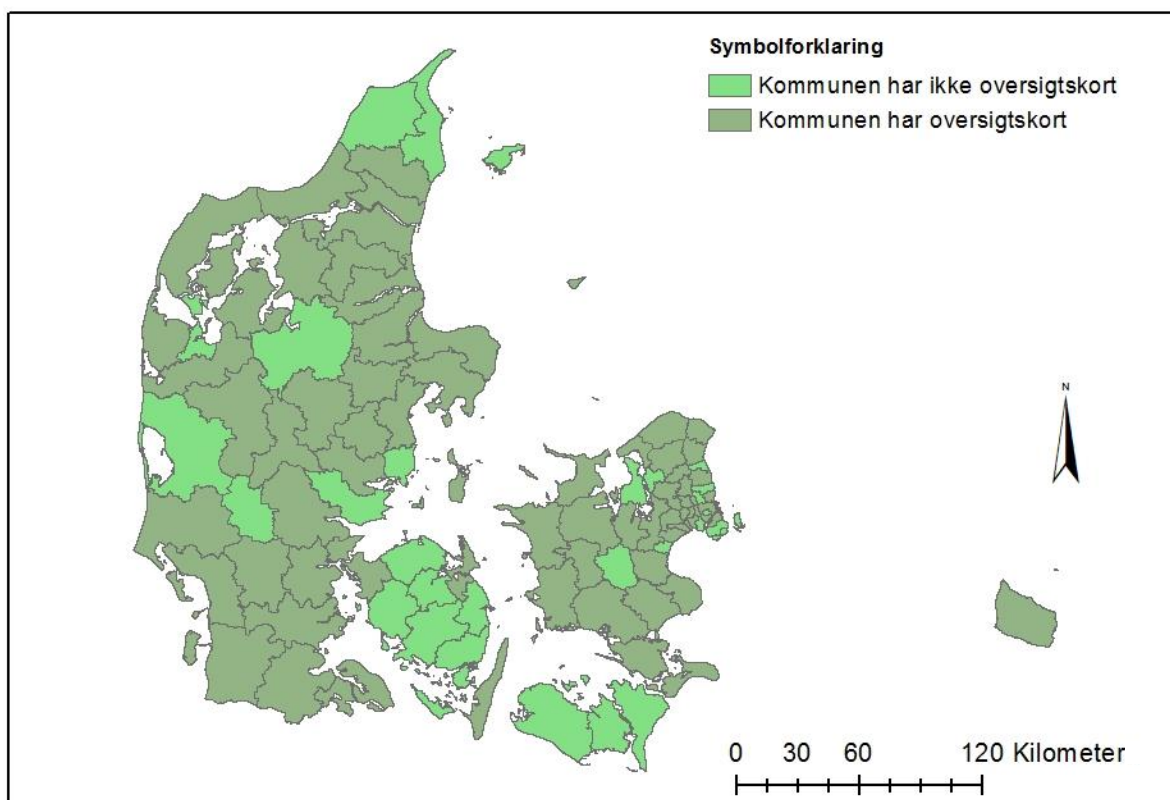 Symbolforklaring
Kommunen har ikke oversigtskort
Kommunen har oversigtskort
N
0 30 60 120 Kilometer